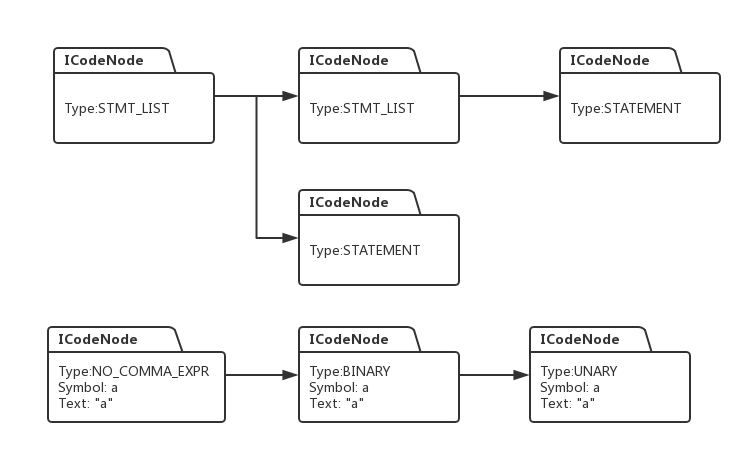 ICodeNode
Type:STMT_LIST
ICodeNode
Type:STMT_LIST
ICodeNode
Type:STATEMENT
ICodeNode
Type:STATEMENT
ICodeNode
Type:NO_COMMA_EXPR
Symbol: a
Text: "a"
ICodeNode
Type:BINARY
Symbol: a
Text: "a"
ICodeNode
Type:UNARY
Symbol: a
Text: "a"